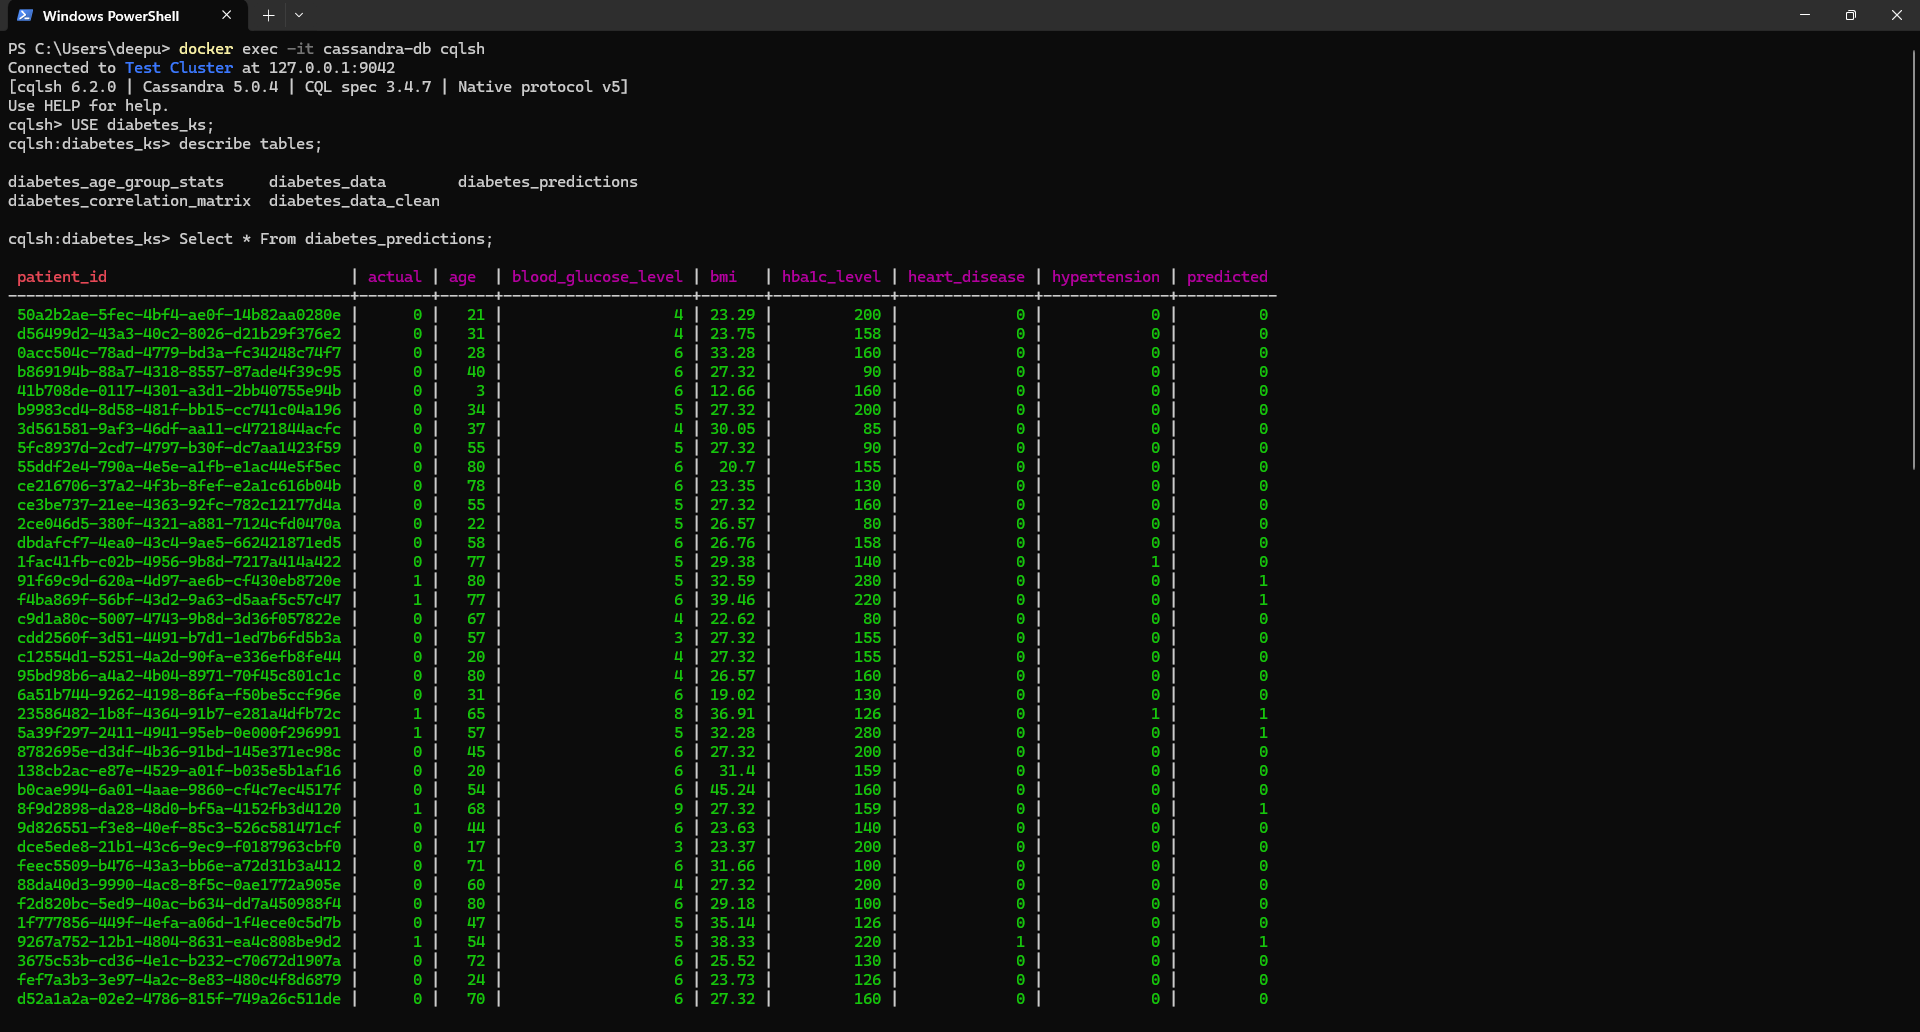 Windows PowerShell
PS C:\Users\deepu> docker exec -it cassandra-db cqlsh
Connected to Test Cluster at 127.0.0.1:9042
[cqlsh 6.2.0 | Cassandra 5.0.4 | CQL spec 3.4.7 | Native protocol v5]
Use HELP for help.
cqlsh> USE diabetes_ks;
cqlsh:diabetes_ks> describe tables;
diabetes_age_group_stats     diabetes_data        diabetes_predictions
diabetes_correlation_matrix  diabetes_data_clean
cqlsh:diabetes_ks> Select * From diabetes_predictions;
 patient_id                           | actual | age  | blood_glucose_level | bmi   | hba1c_level | heart_disease | hypertension | predicted
--------------------------------------+--------+------+---------------------+-------+-------------+---------------+--------------+-----------
 50a2b2ae-5fec-4bf4-ae0f-14b82aa0280e |      0 |   21 |                   4 | 23.29 |         200 |             0 |            0 |         0
 d56499d2-43a3-40c2-8026-d21b29f376e2 |      0 |   31 |                   4 | 23.75 |         158 |             0 |            0 |         0
 0acc504c-78ad-4779-bd3a-fc34248c74f7 |      0 |   28 |                   6 | 33.28 |         160 |             0 |            0 |         0
 b869194b-88a7-4318-8557-87ade4f39c95 |      0 |   40 |                   6 | 27.32 |          90 |             0 |            0 |         0
 41b708de-0117-4301-a3d1-2bb40755e94b |      0 |    3 |                   6 | 12.66 |         160 |             0 |            0 |         0
 b9983cd4-8d58-481f-bb15-cc741c04a196 |      0 |   34 |                   5 | 27.32 |         200 |             0 |            0 |         0
 3d561581-9af3-46df-aa11-c4721844acfc |      0 |   37 |                   4 | 30.05 |          85 |             0 |            0 |         0
 5fc8937d-2cd7-4797-b30f-dc7aa1423f59 |      0 |   55 |                   5 | 27.32 |          90 |             0 |            0 |         0
 55ddf2e4-790a-4e5e-a1fb-e1ac44e5f5ec |      0 |   80 |                   6 |  20.7 |         155 |             0 |            0 |         0
 ce216706-37a2-4f3b-8fef-e2a1c616b04b |      0 |   78 |                   6 | 23.35 |         130 |             0 |            0 |         0
 ce3be737-21ee-4363-92fc-782c12177d4a |      0 |   55 |                   5 | 27.32 |         160 |             0 |            0 |         0
 2ce046d5-380f-4321-a881-7124cfd0470a |      0 |   22 |                   5 | 26.57 |          80 |             0 |            0 |         0
 dbdafcf7-4ea0-43c4-9ae5-662421871ed5 |      0 |   58 |                   6 | 26.76 |         158 |             0 |            0 |         0
 1fac41fb-c02b-4956-9b8d-7217a414a422 |      0 |   77 |                   5 | 29.38 |         140 |             0 |            1 |         0
 91f69c9d-620a-4d97-ae6b-cf430eb8720e |      1 |   80 |                   5 | 32.59 |         280 |             0 |            0 |         1
 f4ba869f-56bf-43d2-9a63-d5aaf5c57c47 |      1 |   77 |                   6 | 39.46 |         220 |             0 |            0 |         1
 c9d1a80c-5007-4743-9b8d-3d36f057822e |      0 |   67 |                   4 | 22.62 |          80 |             0 |            0 |         0
 cdd2560f-3d51-4491-b7d1-1ed7b6fd5b3a |      0 |   57 |                   3 | 27.32 |         155 |             0 |            0 |         0
 c12554d1-5251-4a2d-90fa-e336efb8fe44 |      0 |   20 |                   4 | 27.32 |         155 |             0 |            0 |         0
 95bd98b6-a4a2-4b04-8971-70f45c801c1c |      0 |   80 |                   4 | 26.57 |         160 |             0 |            0 |         0
 6a51b744-9262-4198-86fa-f50be5ccf96e |      0 |   31 |                   6 | 19.02 |         130 |             0 |            0 |         0
 23586482-1b8f-4364-91b7-e281a4dfb72c |      1 |   65 |                   8 | 36.91 |         126 |             0 |            1 |         1
 5a39f297-2411-4941-95eb-0e000f296991 |      1 |   57 |                   5 | 32.28 |         280 |             0 |            0 |         1
 8782695e-d3df-4b36-91bd-145e371ec98c |      0 |   45 |                   6 | 27.32 |         200 |             0 |            0 |         0
 138cb2ac-e87e-4529-a01f-b035e5b1af16 |      0 |   20 |                   6 |  31.4 |         159 |             0 |            0 |         0
 b0cae994-6a01-4aae-9860-cf4c7ec4517f |      0 |   54 |                   6 | 45.24 |         160 |             0 |            0 |         0
 8f9d2898-da28-48d0-bf5a-4152fb3d4120 |      1 |   68 |                   9 | 27.32 |         159 |             0 |            0 |         1
 9d826551-f3e8-40ef-85c3-526c581471cf |      0 |   44 |                   6 | 23.63 |         140 |             0 |            0 |         0
 dce5ede8-21b1-43c6-9ec9-f0187963cbf0 |      0 |   17 |                   3 | 23.37 |         200 |             0 |            0 |         0
 feec5509-b476-43a3-bb6e-a72d31b3a412 |      0 |   71 |                   6 | 31.66 |         100 |             0 |            0 |         0
 88da40d3-9990-4ac8-8f5c-0ae1772a905e |      0 |   60 |                   4 | 27.32 |         200 |             0 |            0 |         0
 f2d820bc-5ed9-40ac-b634-dd7a450988f4 |      0 |   80 |                   6 | 29.18 |         100 |             0 |            0 |         0
 1f777856-449f-4efa-a06d-1f4ece0c5d7b |      0 |   47 |                   5 | 35.14 |         126 |             0 |            0 |         0
 9267a752-12b1-4804-8631-ea4c808be9d2 |      1 |   54 |                   5 | 38.33 |         220 |             1 |            0 |         1
 3675c53b-cd36-4e1c-b232-c70672d1907a |      0 |   72 |                   6 | 25.52 |         130 |             0 |            0 |         0
 fef7a3b3-3e97-4a2c-8e83-480c4f8d6879 |      0 |   24 |                   6 | 23.73 |         126 |             0 |            0 |         0
 d52a1a2a-02e2-4786-815f-749a26c511de |      0 |   70 |                   6 | 27.32 |         160 |             0 |            0 |         0